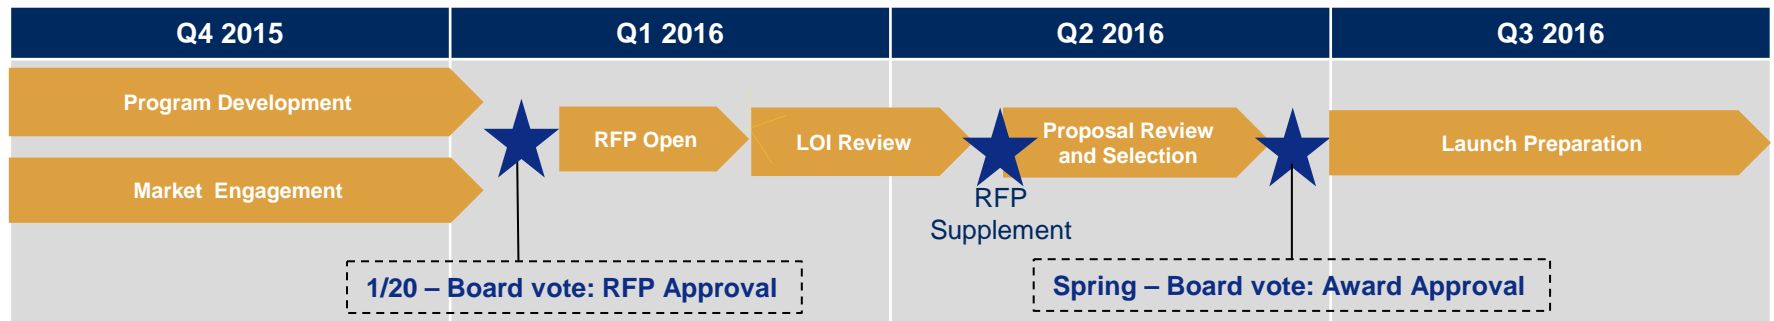 Q4 2015
Q1 2016
Q2 2016
Q3 2016
Program Development
Market Engagement
RFP Open
LOI Review
RFP
Supplement
Proposal Review
and Selection
Launch Preparation
1/20 – Board vote: RFP Approval
Spring – Board vote: Award Approval